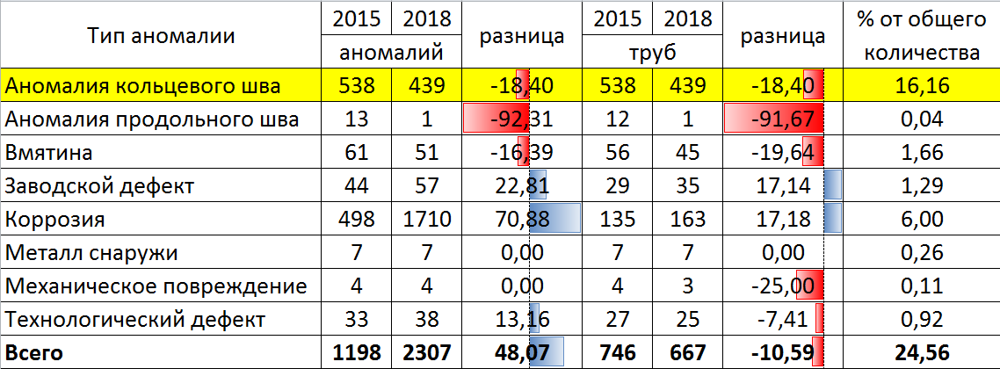 Тип аномалии 2015 2018 разница 2015 2018 разница % от общего количества
аномалий труб
Аномалия кольцевого шва 538 439 -18,40 538 439 -18,40 16,16
Аномалия продольного шва 13 1 -92,31 12 1 -91,67 0,04
Вмятина 61 51 -16,39 56 45 -19,64 1,66
Заводской дефект 44 57 22,81 29 35 17,14 1,29
Коррозия 498 1710 70,88 135 163 17,18 6,00
Металл снаружи 7 7 0,00 7 7 0,00 0,26
Механическое повреждение 4 4 0,00 4 3 -25,00 0,11
Технологический дефект 33 38 13,16 27 25 -7,41 0,92
Всего 1198 2307 48,07 746 667 -10,59 24,56